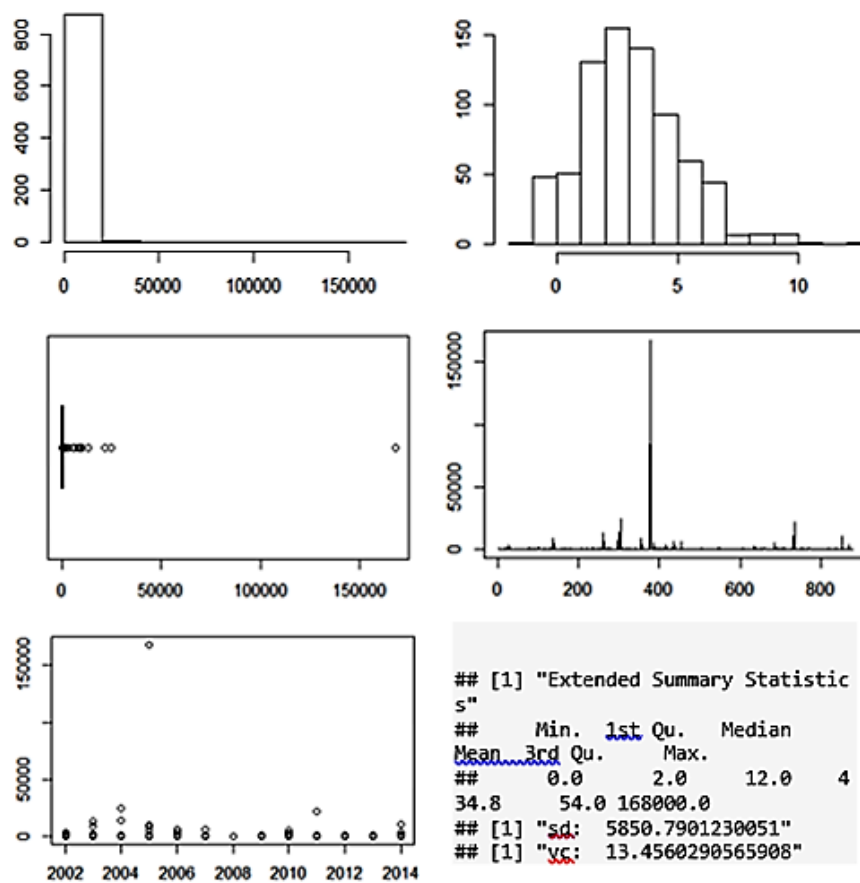 800
600
400
200
0
0 50000 100000 150000
150
100
50
0
0 5 10
0 50000 100000 150000
150000
50000
0
0 200 400 600 800
150000
50000
0
2002 2004 2006 2008 2010 2012 2014
## [1] "Extended Summary Statistic
s"
## Min. 1st Qu. Median
Mean 3rd Qu. Max.
## 0.0 2.0 12.0 4
34.8 54.0 168000.0
## [1] "sd: 5850.7901230051"
## [1] "vc: 13.4560290565908"